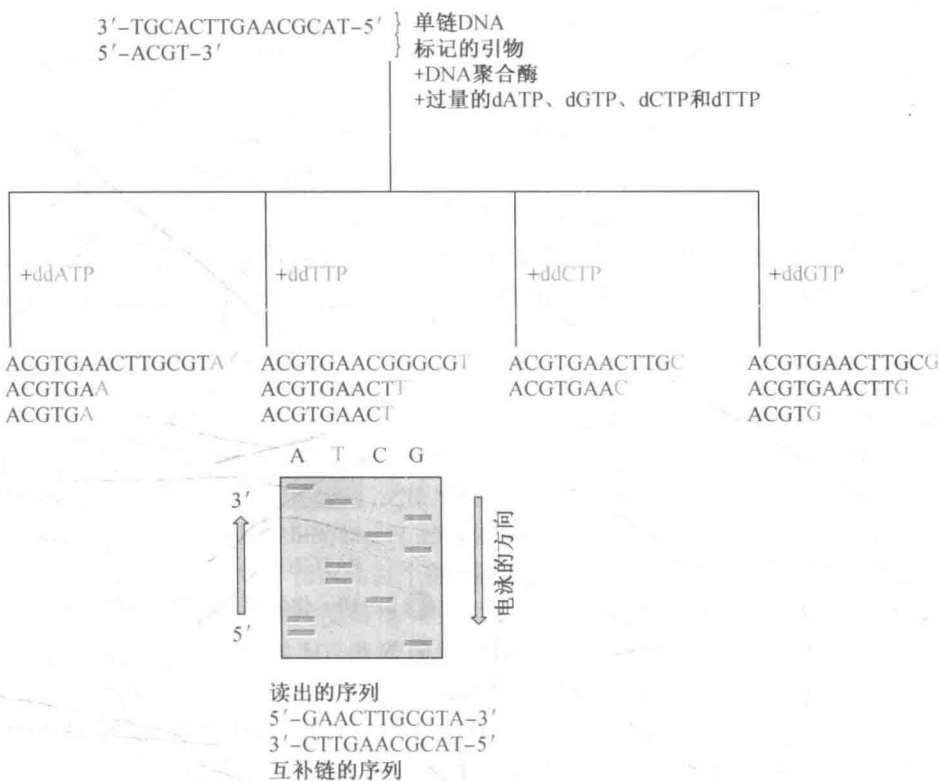 3′-TGCACTTGAACGCAT-5′ } 单链DNA
5′-ACGT-3′ } 标记的引物
+DNA聚合酶
+过量的dATP、dGTP、dCTP和dTTP
+ddATP +ddTTP +ddCTP +ddGTP
ACGTGAACTTGCGTA ACGTGAACGGGCGT ACGTGAACTTGC ACGTGAACTTGCG
ACGTGAA ACGTGAACTT ACGTGAAC ACGTGAACTTG
ACGTGA ACGTGAACT ACGTG
A T C G
3′
5′
电泳的方向
读出的序列
5′-GAACTTGCGTA-3′
3′-CTTGAACGCAT-5′
互补链的序列